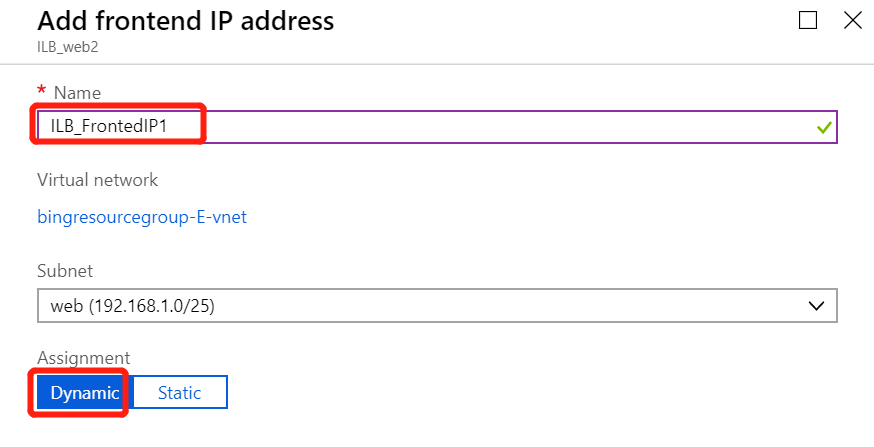 Add frontend IP address
ILB_web2
* Name
ILB_FrontedIP1
Virtual network
bingresourcegroup-E-vnet
Subnet
web (192.168.1.0/25)
Assignment
Dynamic Static